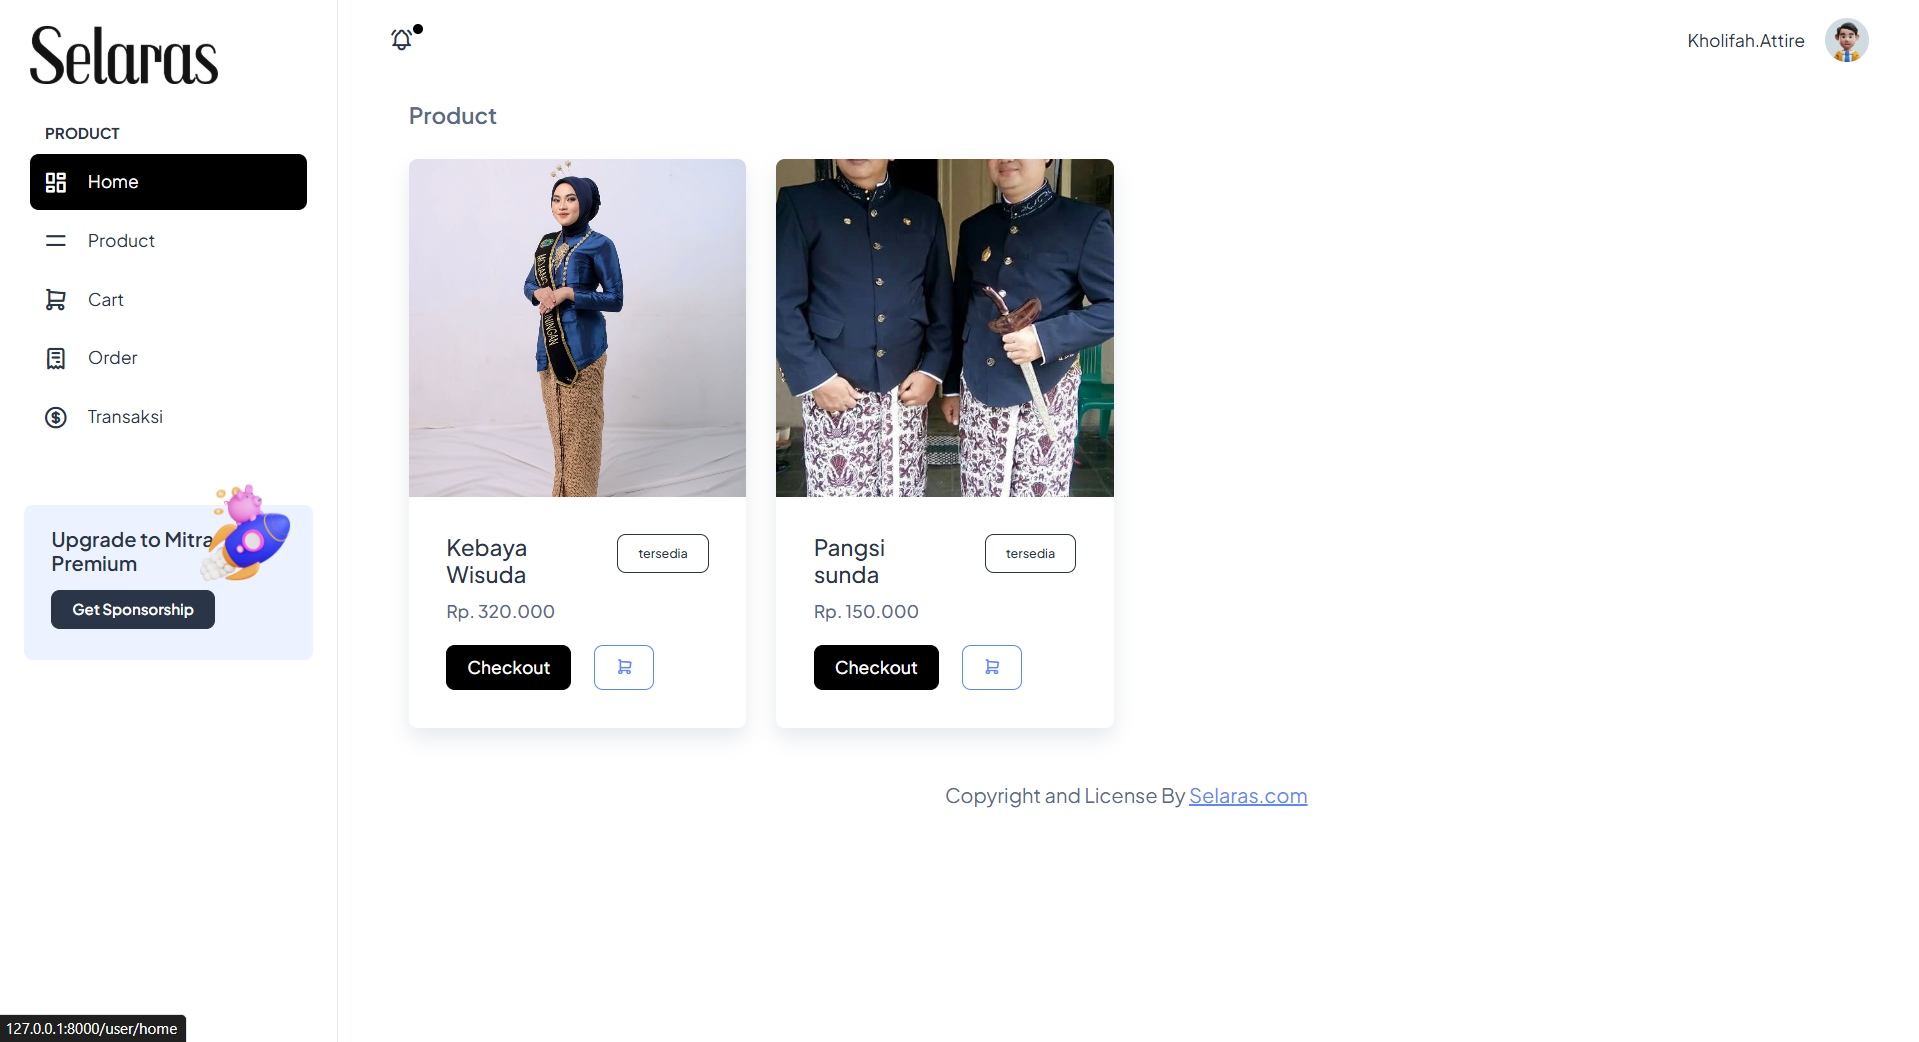 Selaras
Kholifah.Attire
PRODUCT
Home
Product
Cart
Order
Transaksi
Upgrade to Mitra
Premium
Get Sponsorship
Product
Kebaya
Wisuda
tersedia
Rp. 320.000
Checkout
Pangsi
sunda
tersedia
Rp. 150.000
Checkout
Copyright and License By Selaras.com
127.0.0.1:8000/user/home